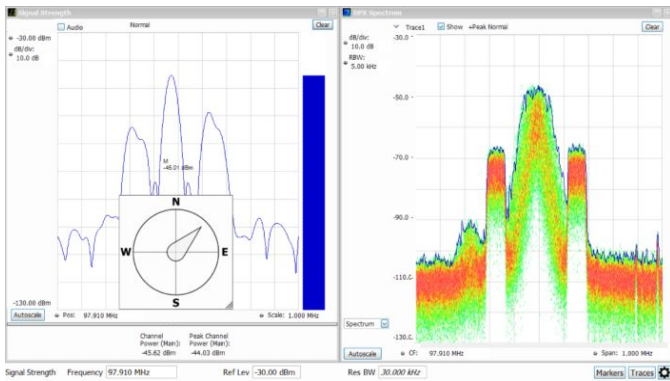 Signal Strength
Audio
Normal
Clear
-30.00 dBm
dB/div:
10.0 dB
M
-45.01 dBm
N
W
E
S
-130.00 dBm
Autoscale
Pos: 97.910 MHz
Scale: 1.000 MHz
Channel Power (Man):
-45.62 dBm
Peak Channel Power (Man):
-44.03 dBm
Signal Strength
Frequency 97.910 MHz
Ref Lev -30.00 dBm
DPX Spectrum
Trace1
Show
+Peak Normal
Clear
dB/div:
10.0 dB
RBW:
5.00 kHz
-30.0
-50.0
-70.0
-90.0
-110.0
-130.0
Spectrum
Autoscale
CF: 97.910 MHz
Span: 1.000 MHz
Res BW 30.000 kHz
Markers
Traces